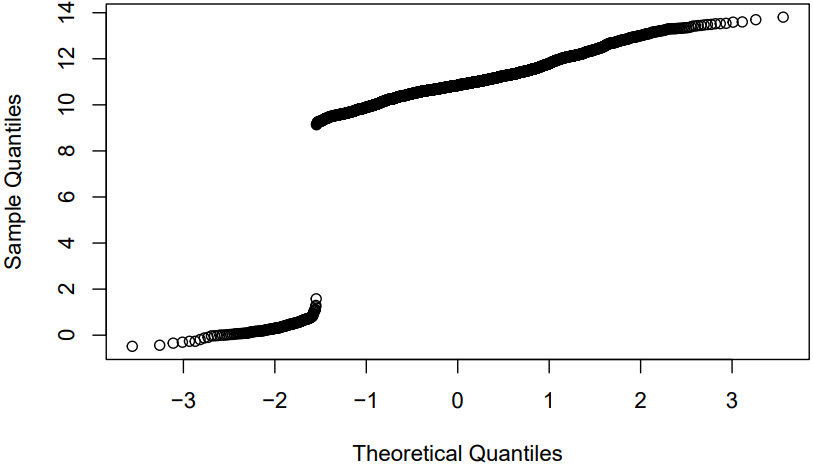 Sample Quantiles
14
12
10
8
6
4
2
0
−3 −2 −1 0 1 2 3
Theoretical Quantiles